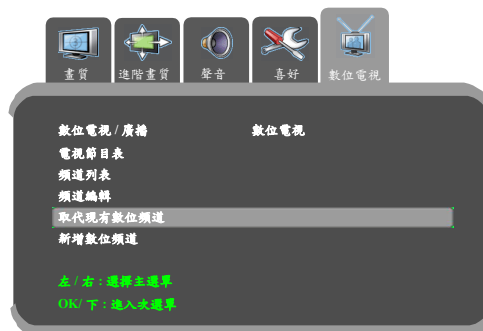 畫質 進階畫質 聲音 喜好 數位電視
數位電視 / 廣播 數位電視
電視節目表
頻道列表
頻道編輯
取代現有數位頻道
新增數位頻道
左 / 右 : 選擇主選單
OK/ 下 : 進入次選單